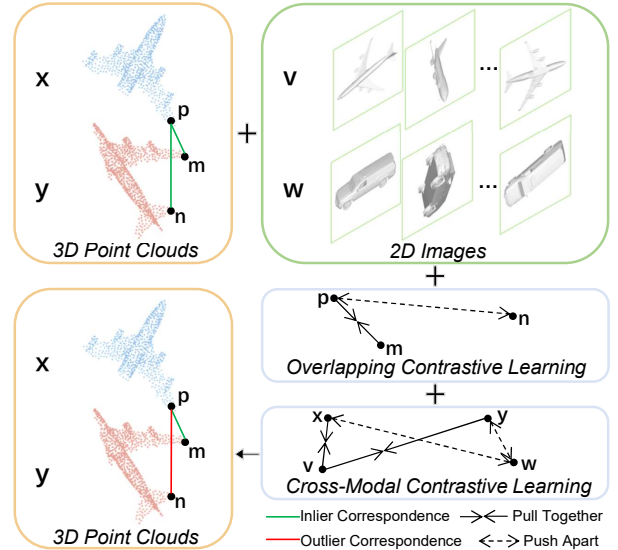 x
p
m
y
n
3D Point Clouds
+
v
...
w
...
2D Images
+
p
n
m
Overlapping Contrastive Learning
+
x
y
v
w
Cross-Modal Contrastive Learning
x
p
m
y
n
3D Point Clouds
Inlier Correspondence
Pull Together
Outlier Correspondence
Push Apart